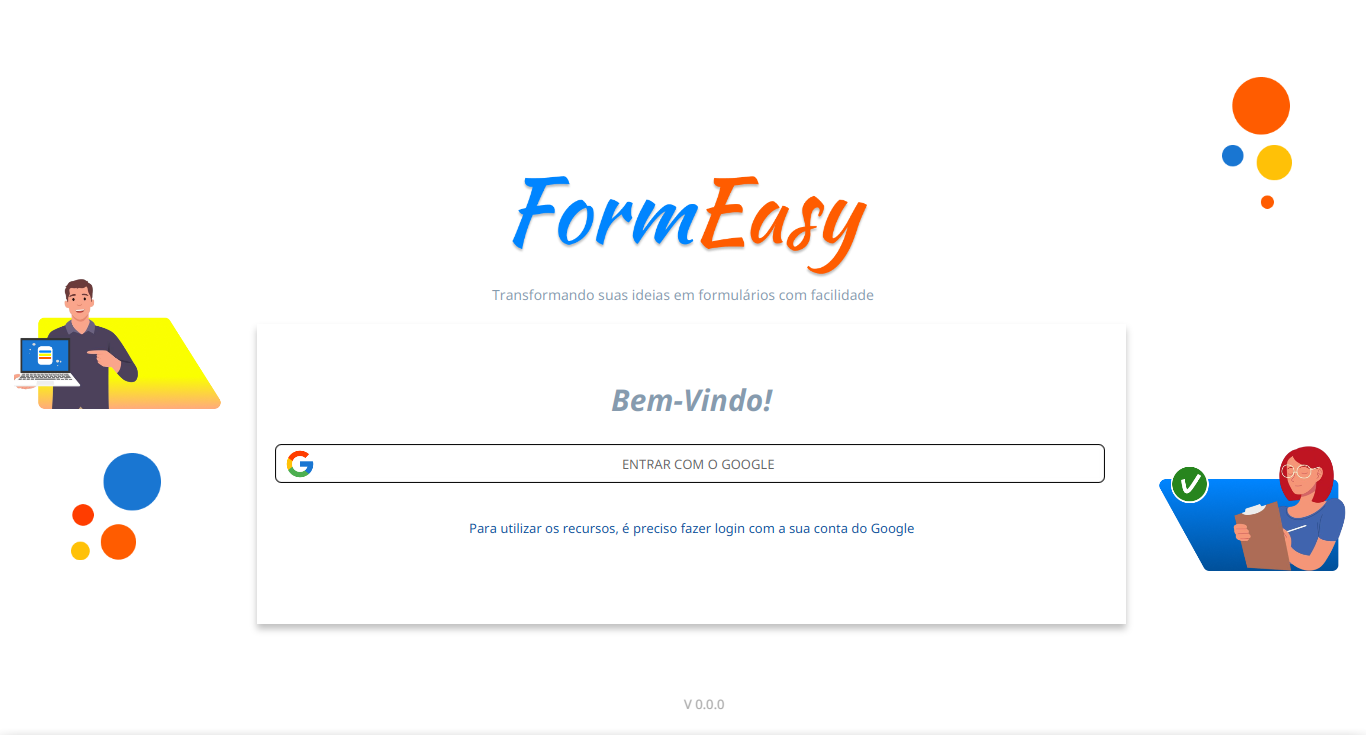 FormEasy
Transformando suas ideias em formulários com facilidade
Bem-Vindo!
ENTRAR COM O GOOGLE
Para utilizar os recursos, é preciso fazer login com a sua conta do Google
V 0.0.0